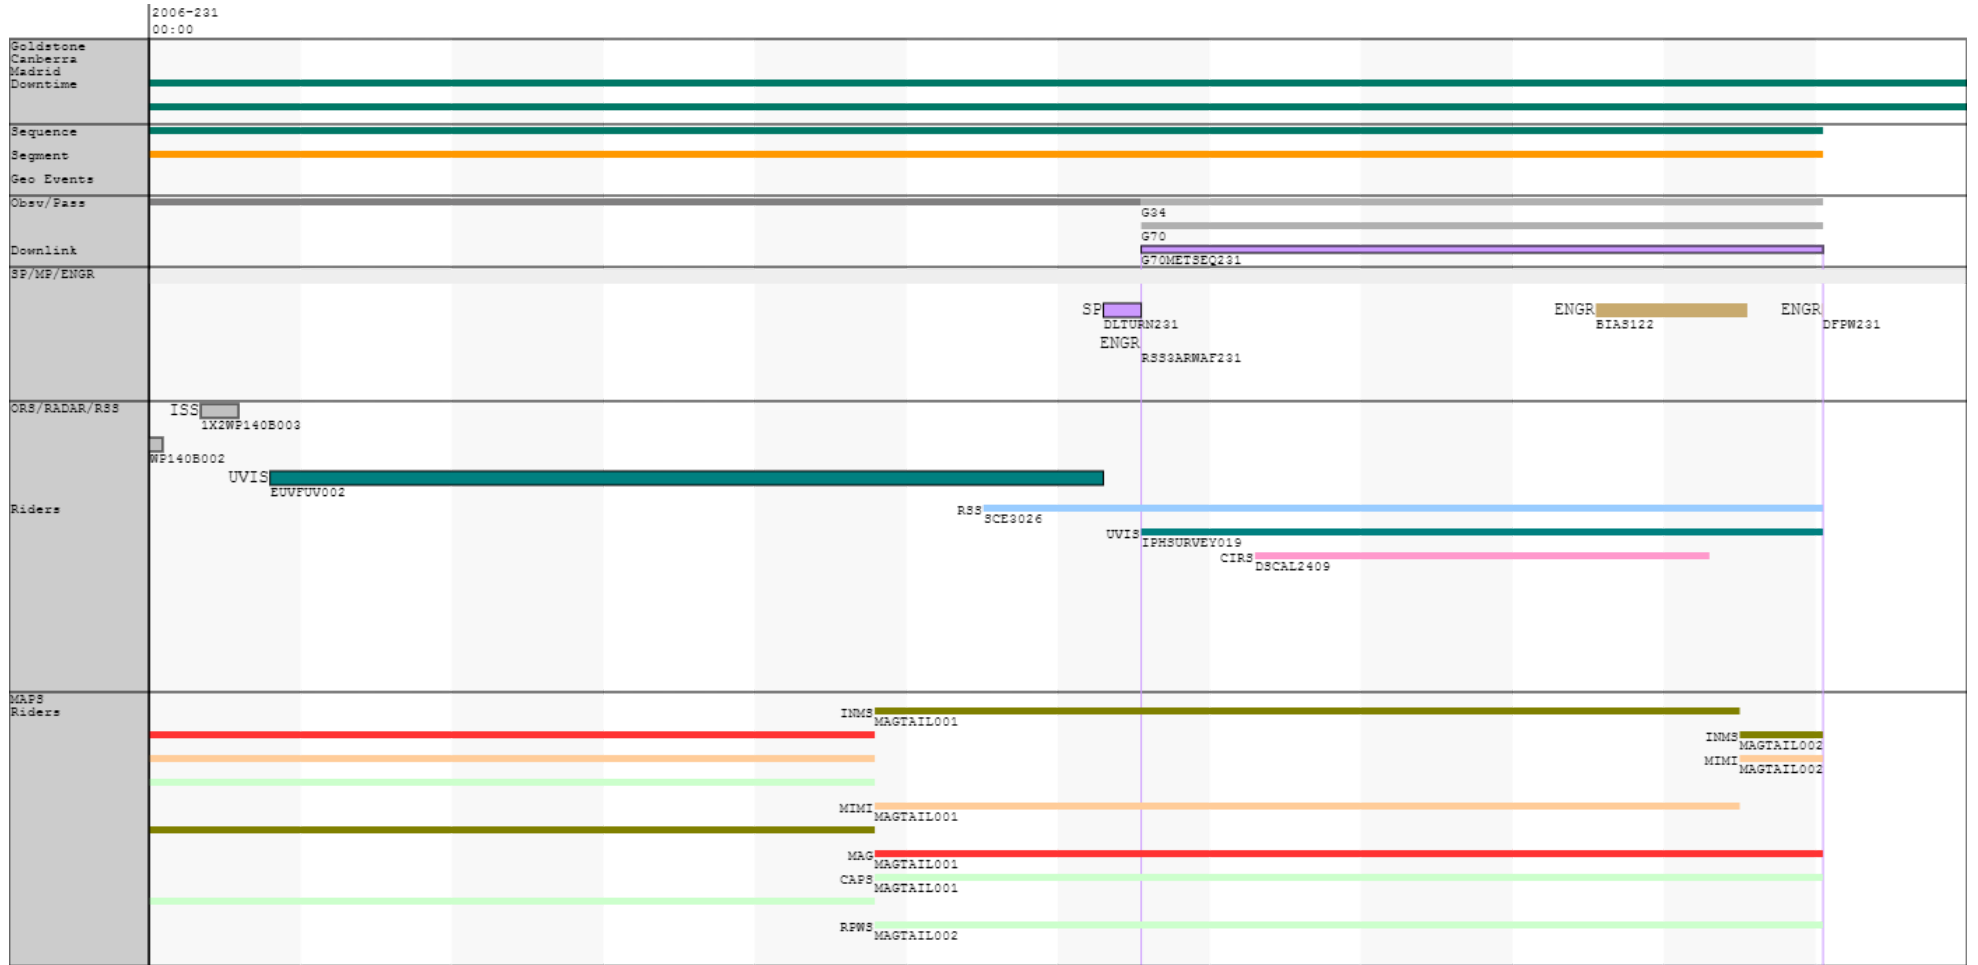 2006-231
00:00
Goldstone
Canberra
Madrid
Downtime
Sequence
Segment
Geo Events
Obsv/Pass
G34
G70
Downlink
G70METSEQ231
SP/MP/ENGR
SP
DLTURN231
ENGR
BIAS122
ENGR
DFPW231
ENGR
RSS3ARWAF231
ORS/RADAR/RSS
ISS
1X2WP140B003
WP140B002
UVIS
EUVFUV002
Riders
RSS
SCE3026
UVIS
IPHSURVEY019
CIRS
DSCAL2409
MAPS
Riders
INMS
MAGTAIL001
INMS
MAGTAIL002
MIMI
MAGTAIL002
MIMI
MAGTAIL001
MAG
MAGTAIL001
CAPS
MAGTAIL001
RPWS
MAGTAIL002